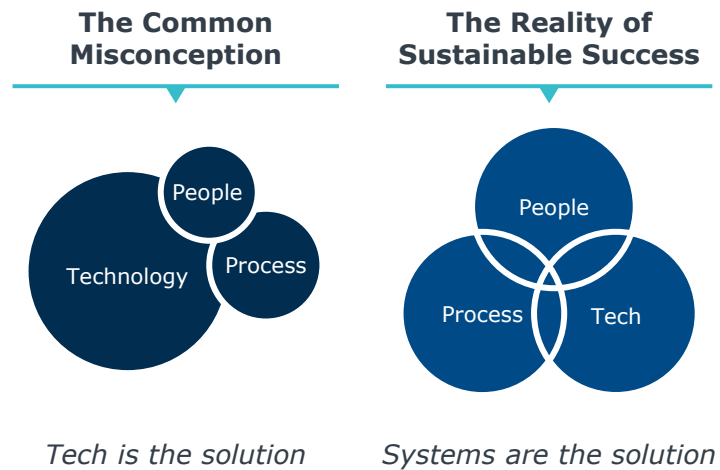 The Common
Misconception
People
Technology
Process
Tech is the solution
The Reality of
Sustainable Success
People
Process
Tech
Systems are the solution